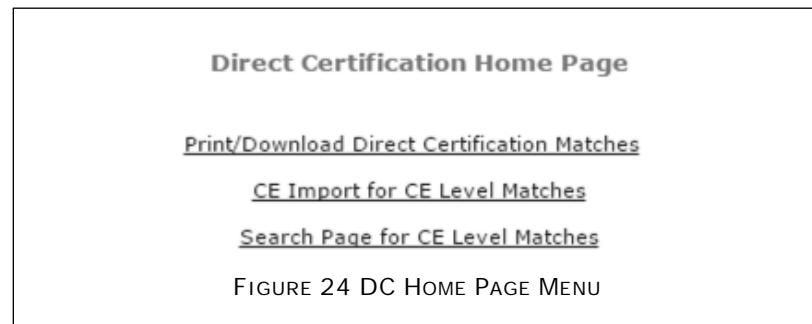 Direct Certification Home Page
Print/Download Direct Certification Matches
CE Import for CE Level Matches
Search Page for CE Level Matches
FIGURE 24 DC HOME PAGE MENU